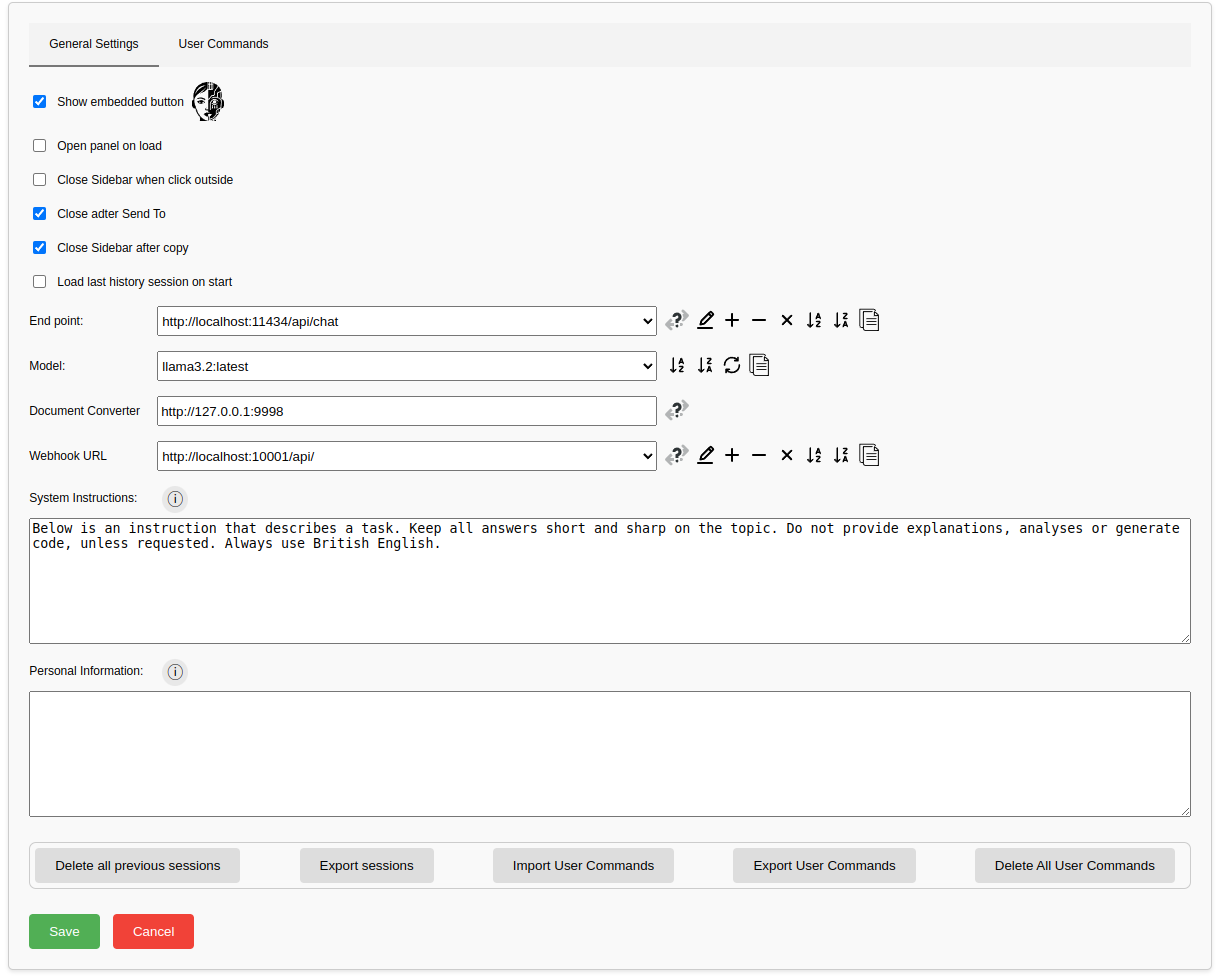 General Settings
User Commands
Show embedded button
Open panel on load
Close Sidebar when click outside
Close adter Send To
Close Sidebar after copy
Load last history session on start
End point:
http://localhost:11434/api/chat
Model:
llama3.2:latest
Document Converter
http://127.0.0.1:9998
Webhook URL
http://localhost:10001/api/
System Instructions:
Below is an instruction that describes a task. Keep all answers short and sharp on the topic. Do not provide explanations, analyses or generate
code, unless requested. Always use British English.
Personal Information:
Delete all previous sessions
Export sessions
Import User Commands
Export User Commands
Delete All User Commands
Save
Cancel